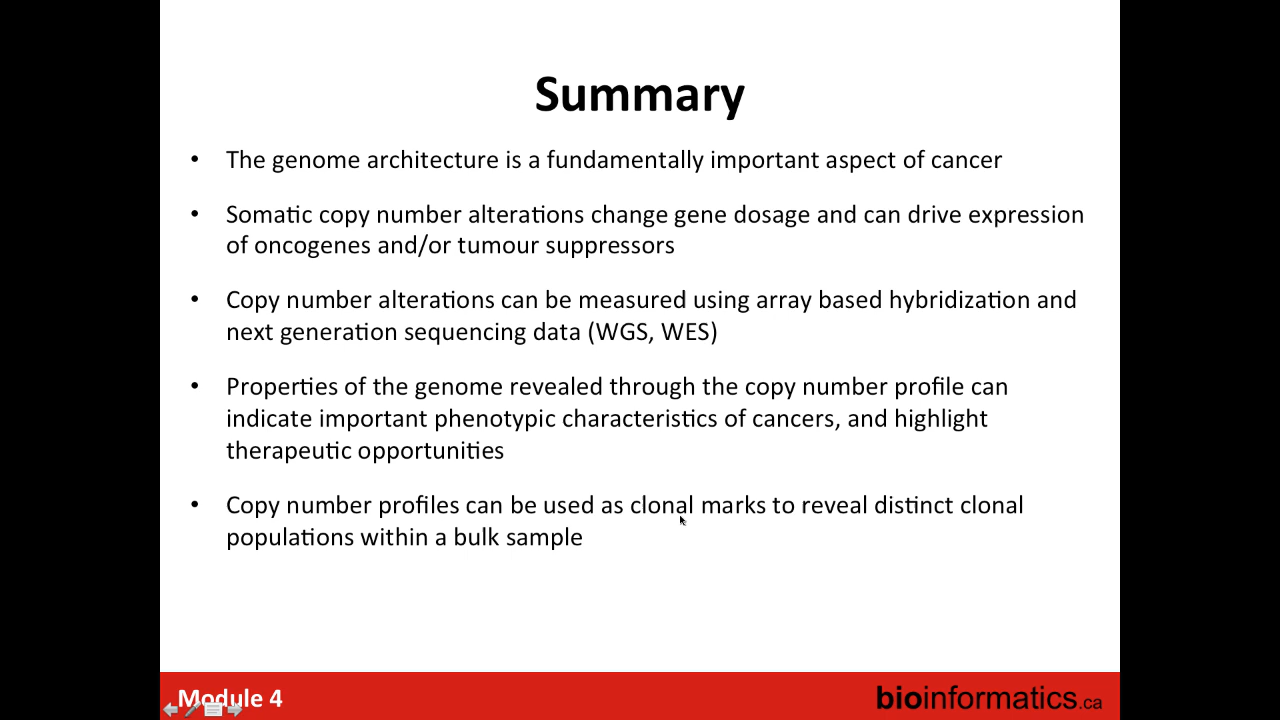 Summary
• The genome architecture is a fundamentally important aspect of cancer
• Somatic copy number alterations change gene dosage and can drive expression
of oncogenes and/or tumour suppressors
• Copy number alterations can be measured using array based hybridization and
next generation sequencing data (WGS, WES)
• Properties of the genome revealed through the copy number profile can
indicate important phenotypic characteristics of cancers, and highlight
therapeutic opportunities
• Copy number profiles can be used as clonal marks to reveal distinct clonal
populations within a bulk sample
Module 4
bioinformatics.ca